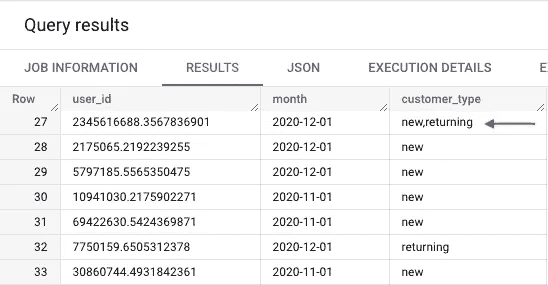 Query results
JOB INFORMATION RESULTS JSON EXECUTION DETAILS E
Row user_id month customer_type
27 2345616688.3567836901 2020-12-01 new,returning
28 2175065.2192239255 2020-12-01 new
29 5797185.5565350475 2020-12-01 new
30 10941030.2175902271 2020-11-01 new
31 69422630.5424369871 2020-11-01 new
32 7750159.6505312378 2020-12-01 returning
33 30860744.4931842361 2020-11-01 new